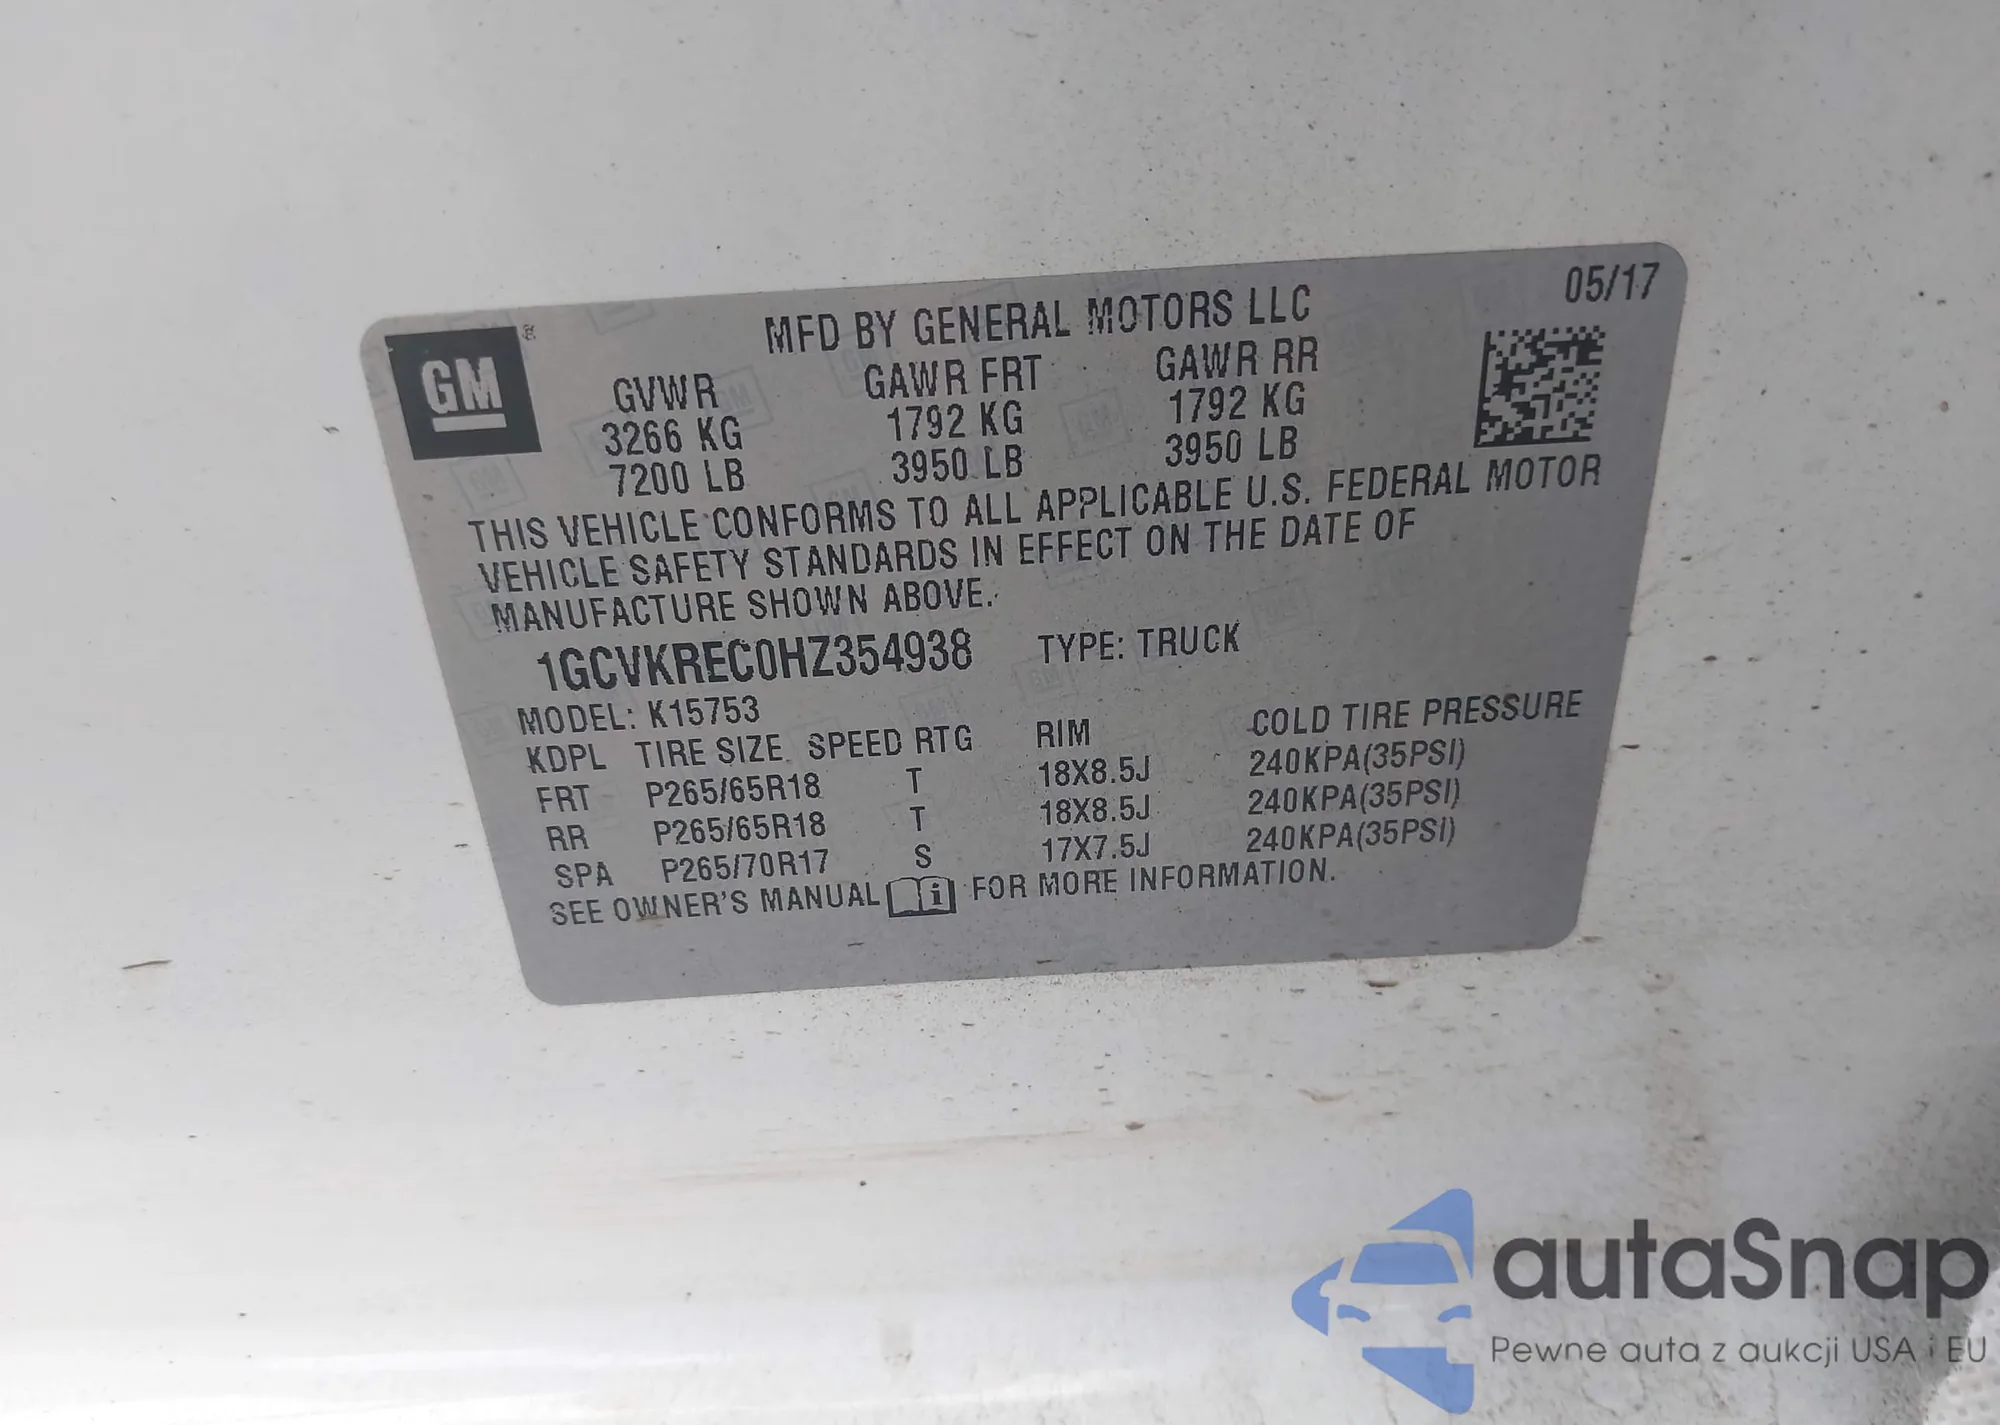 05/17
GM
MFD BY GENERAL MOTORS LLC
GVWR GAWR FRT GAWR RR
3266 KG 1792 KG 1792 KG
7200 LB 3950 LB 3950 LB
THIS VEHICLE CONFORMS TO ALL APPLICABLE U.S. FEDERAL MOTOR
VEHICLE SAFETY STANDARDS IN EFFECT ON THE DATE OF
MANUFACTURE SHOWN ABOVE.
1GCVKREC0HZ354938 TYPE: TRUCK
MODEL: K15753
KDPL TIRE SIZE SPEED RTG RIM COLD TIRE PRESSURE
FRT P265/65R18 T 18X8.5J 240KPA(35PSI)
RR P265/65R18 T 18X8.5J 240KPA(35PSI)
SPA P265/70R17 S 17X7.5J 240KPA(35PSI)
SEE OWNER'S MANUAL i FOR MORE INFORMATION.
autaSnap
Pewne auta z aukcji USA i EU